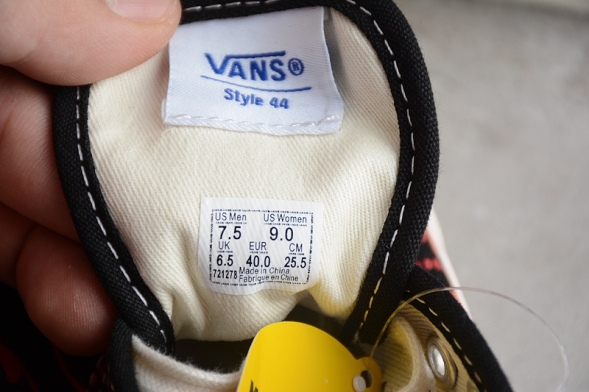 VANS®
Style 44
US Men US Women
7.5 9.0
UK EUR CM
6.5 40.0 25.5
721278 Made in China
Fabriqué en Chine